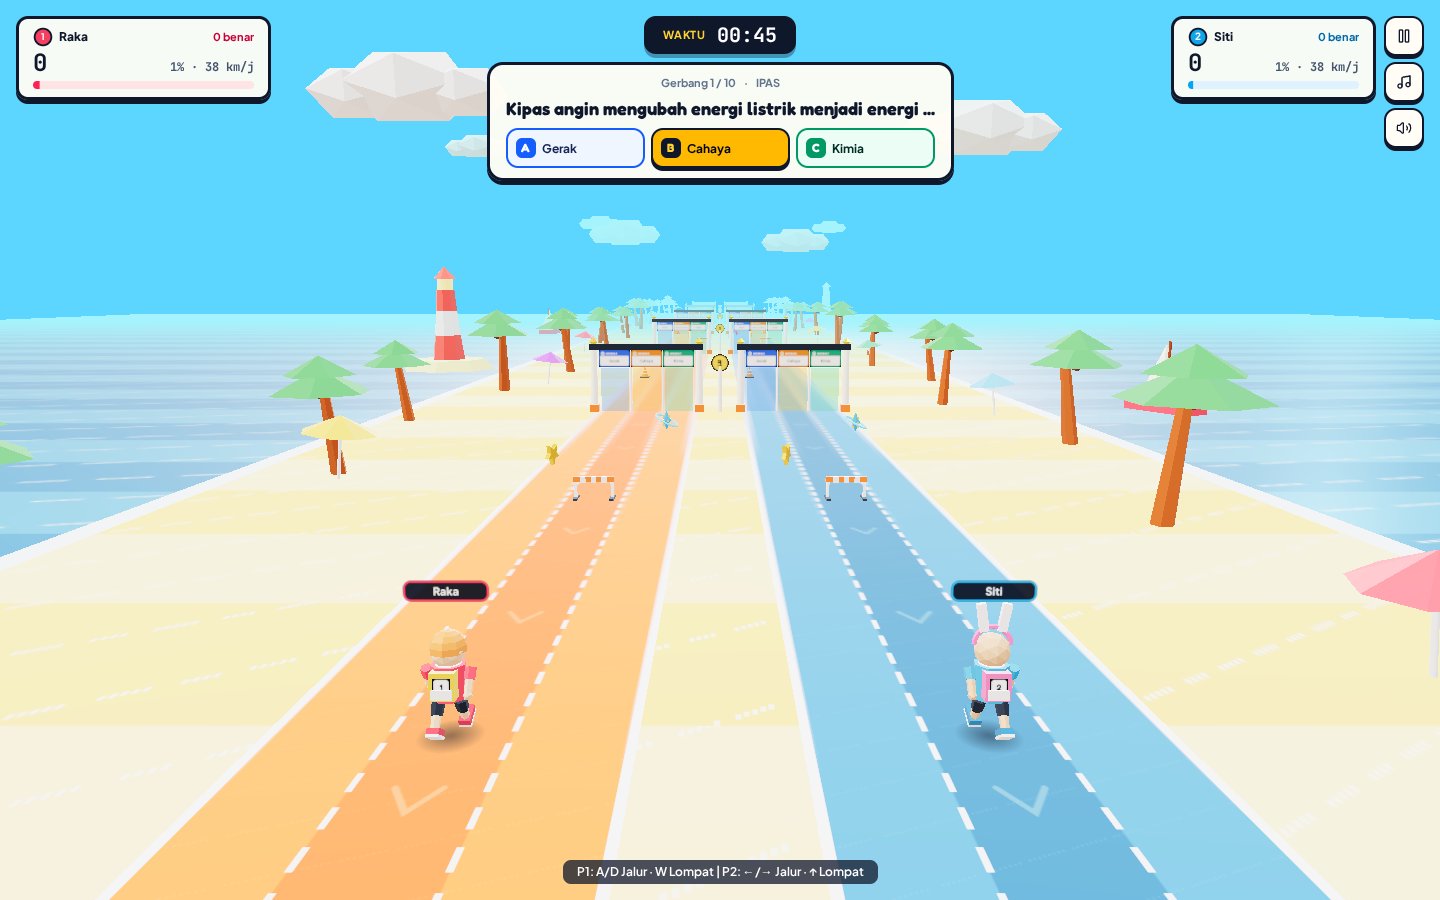 1 Raka 0 benar
0 1% · 38 km/j
WAKTU 00:45
Gerbang 1 / 10 · IPAS
Kipas angin mengubah energi listrik menjadi energi ...
A Gerak
B Cahaya
C Kimia
2 Siti 0 benar
0 1% · 38 km/j
Raka
Siti
1
2
P1: A/D Jalur · W Lompat | P2: ←/→ Jalur · ↑ Lompat